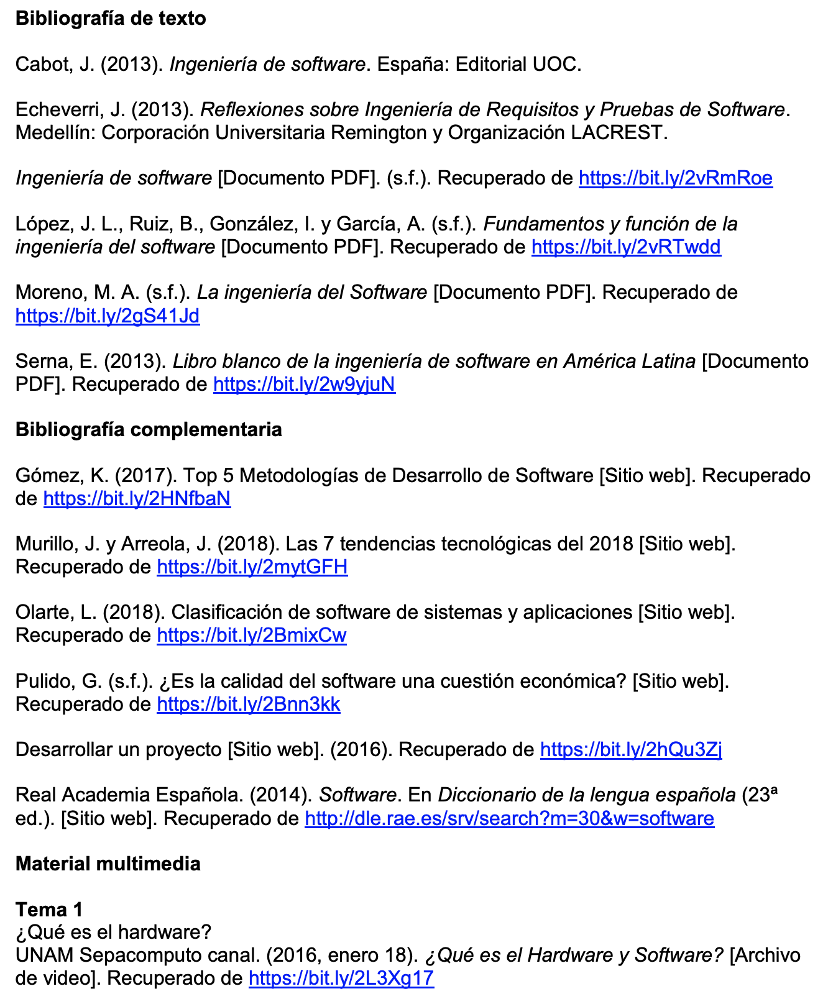 Bibliografía de texto
Cabot, J. (2013). Ingeniería de software. España: Editorial UOC.
Echeverri, J. (2013). Reflexiones sobre Ingeniería de Requisitos y Pruebas de Software.
Medellín: Corporación Universitaria Remington y Organización LACREST.
Ingeniería de software [Documento PDF]. (s.f.). Recuperado de https://bit.ly/2vRmRoe
López, J. L., Ruiz, B., González, I. y García, A. (s.f.). Fundamentos y función de la
ingeniería del software [Documento PDF]. Recuperado de https://bit.ly/2vRTwdd
Moreno, M. A. (s.f.). La ingeniería del Software [Documento PDF]. Recuperado de
https://bit.ly/2gS41Jd
Serna, E. (2013). Libro blanco de la ingeniería de software en América Latina [Documento
PDF]. Recuperado de https://bit.ly/2w9yjuN
Bibliografía complementaria
Gómez, K. (2017). Top 5 Metodologías de Desarrollo de Software [Sitio web]. Recuperado
de https://bit.ly/2HNfbaN
Murillo, J. y Arreola, J. (2018). Las 7 tendencias tecnológicas del 2018 [Sitio web].
Recuperado de https://bit.ly/2mytGFH
Olarte, L. (2018). Clasificación de software de sistemas y aplicaciones [Sitio web].
Recuperado de https://bit.ly/2BmixCw
Pulido, G. (s.f.). ¿Es la calidad del software una cuestión económica? [Sitio web].
Recuperado de https://bit.ly/2Bnn3kk
Desarrollar un proyecto [Sitio web]. (2016). Recuperado de https://bit.ly/2hQu3Zj
Real Academia Española. (2014). Software. En Diccionario de la lengua española (23ª
ed.). [Sitio web]. Recuperado de http://dle.rae.es/srv/search?m=30&w=software
Material multimedia
Tema 1
¿Qué es el hardware?
UNAM Sepacomputo canal. (2016, enero 18). ¿Qué es el Hardware y Software? [Archivo
de video]. Recuperado de https://bit.ly/2L3Xg17